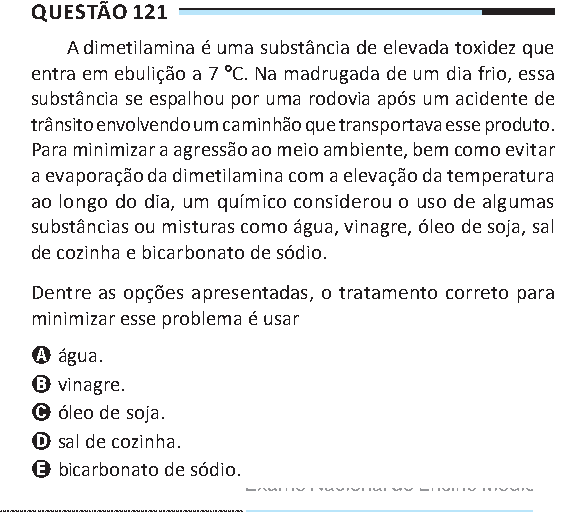 QUESTÃO 121
A dimetilamina é uma substância de elevada toxidez que
entra em ebulição a 7 °C. Na madrugada de um dia frio, essa
substância se espalhou por uma rodovia após um acidente de
trânsito envolvendo um caminhão que transportava esse produto.
Para minimizar a agressão ao meio ambiente, bem como evitar
a evaporação da dimetilamina com a elevação da temperatura
ao longo do dia, um químico considerou o uso de algumas
substâncias ou misturas como água, vinagre, óleo de soja, sal
de cozinha e bicarbonato de sódio.
Dentre as opções apresentadas, o tratamento correto para
minimizar esse problema é usar
A água.
B vinagre.
C óleo de soja.
D sal de cozinha.
E bicarbonato de sódio.